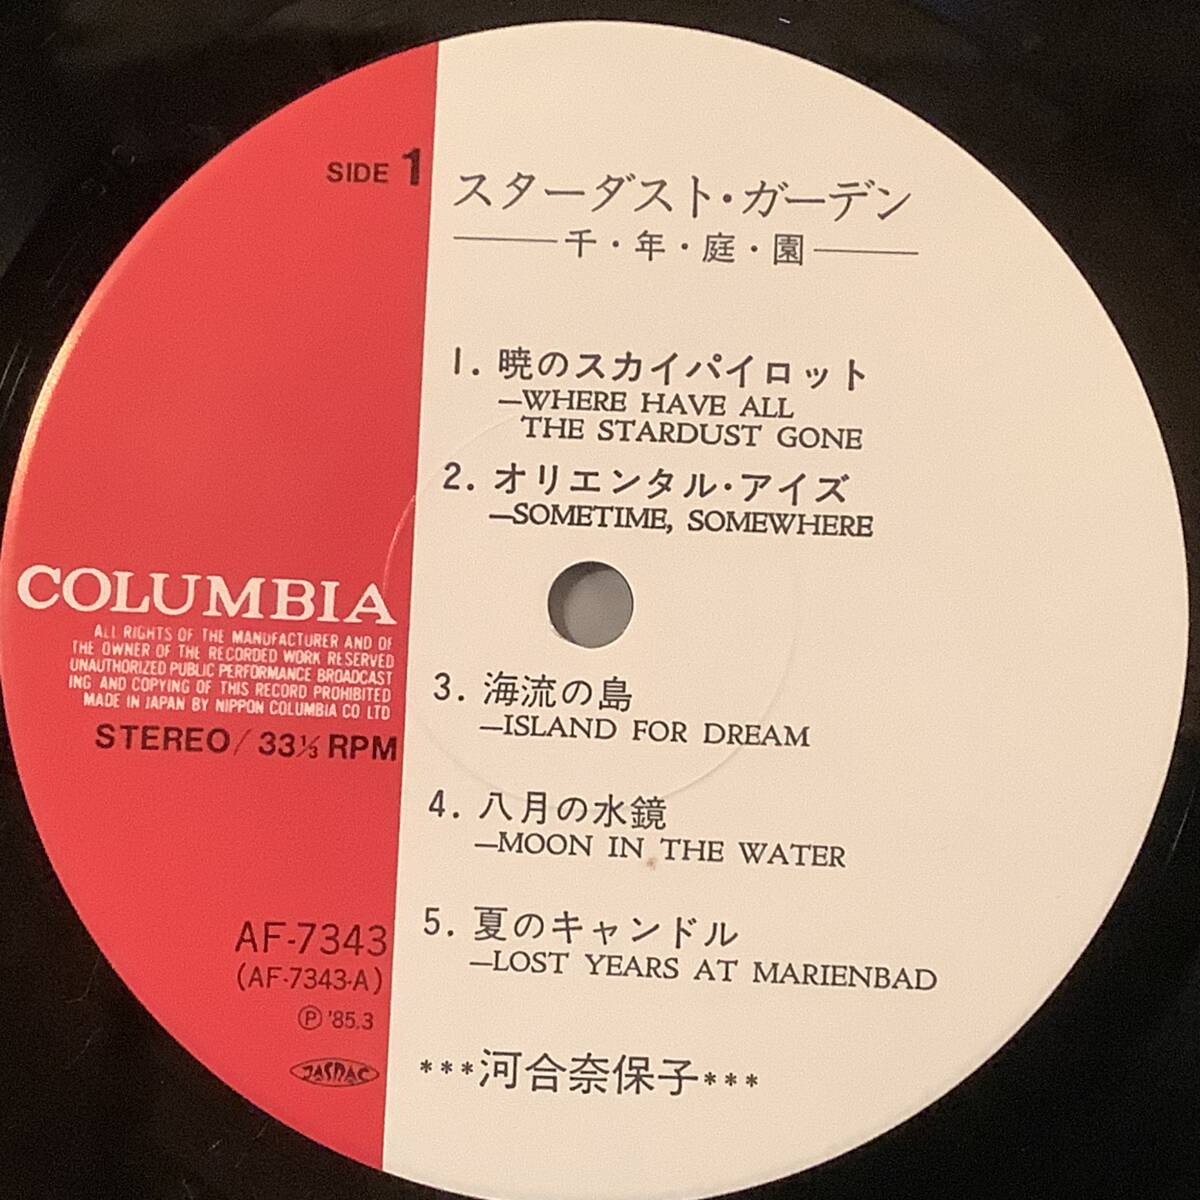 SIDE 1
スターダスト・ガーデン
千・年・庭・園
1. 暁のスカイパイロット
—WHERE HAVE ALL
THE STARDUST GONE
2. オリエンタル・アイズ
—SOMETIME, SOMEWHERE
3. 海流の島
—ISLAND FOR DREAM
4. 八月の水鏡
—MOON IN THE WATER
5. 夏のキャンドル
—LOST YEARS AT MARIENBAD
***河合奈保子***
COLUMBIA
ALL RIGHTS OF THE MANUFACTURER AND OF
THE OWNER OF THE RECORDED WORK RESERVED
UNAUTHORIZED PUBLIC PERFORMANCE BROADCAST
ING AND COPYING OF THIS RECORD PROHIBITED
MADE IN JAPAN BY NIPPON COLUMBIA CO LTD
STEREO/ 33⅓ RPM
AF-7343
(AF-7343-A)
Ⓟ '85.3
JASRAC